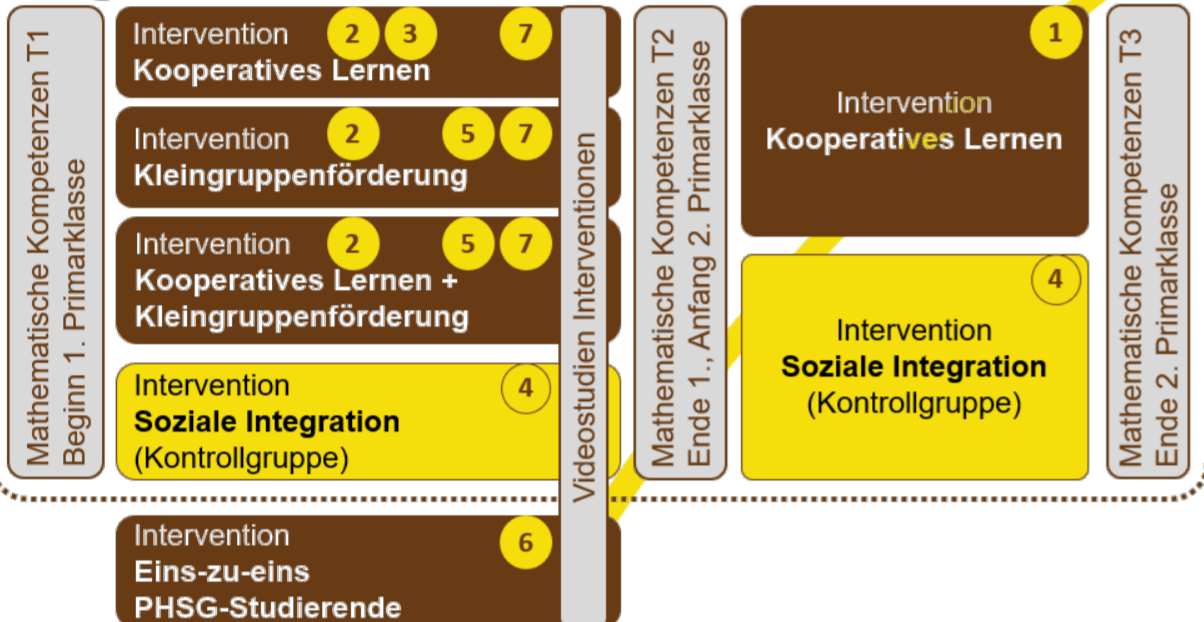 Mathematische Kompetenzen T1
Beginn 1. Primarklasse
Intervention 2 3 7
Kooperatives Lernen
Intervention 2 5 7
Kleingruppenförderung
Intervention 2 5 7
Kooperatives Lernen +
Kleingruppenförderung
Intervention 4
Soziale Integration
(Kontrollgruppe)
Intervention 6
Eins-zu-eins
PHSG-Studierende
Videostudien Interventionen
Mathematische Kompetenzen T2
Ende 1., Anfang 2. Primarklasse
1
Intervention
Kooperatives Lernen
4
Intervention
Soziale Integration
(Kontrollgruppe)
Mathematische Kompetenzen T3
Ende 2. Primarklasse